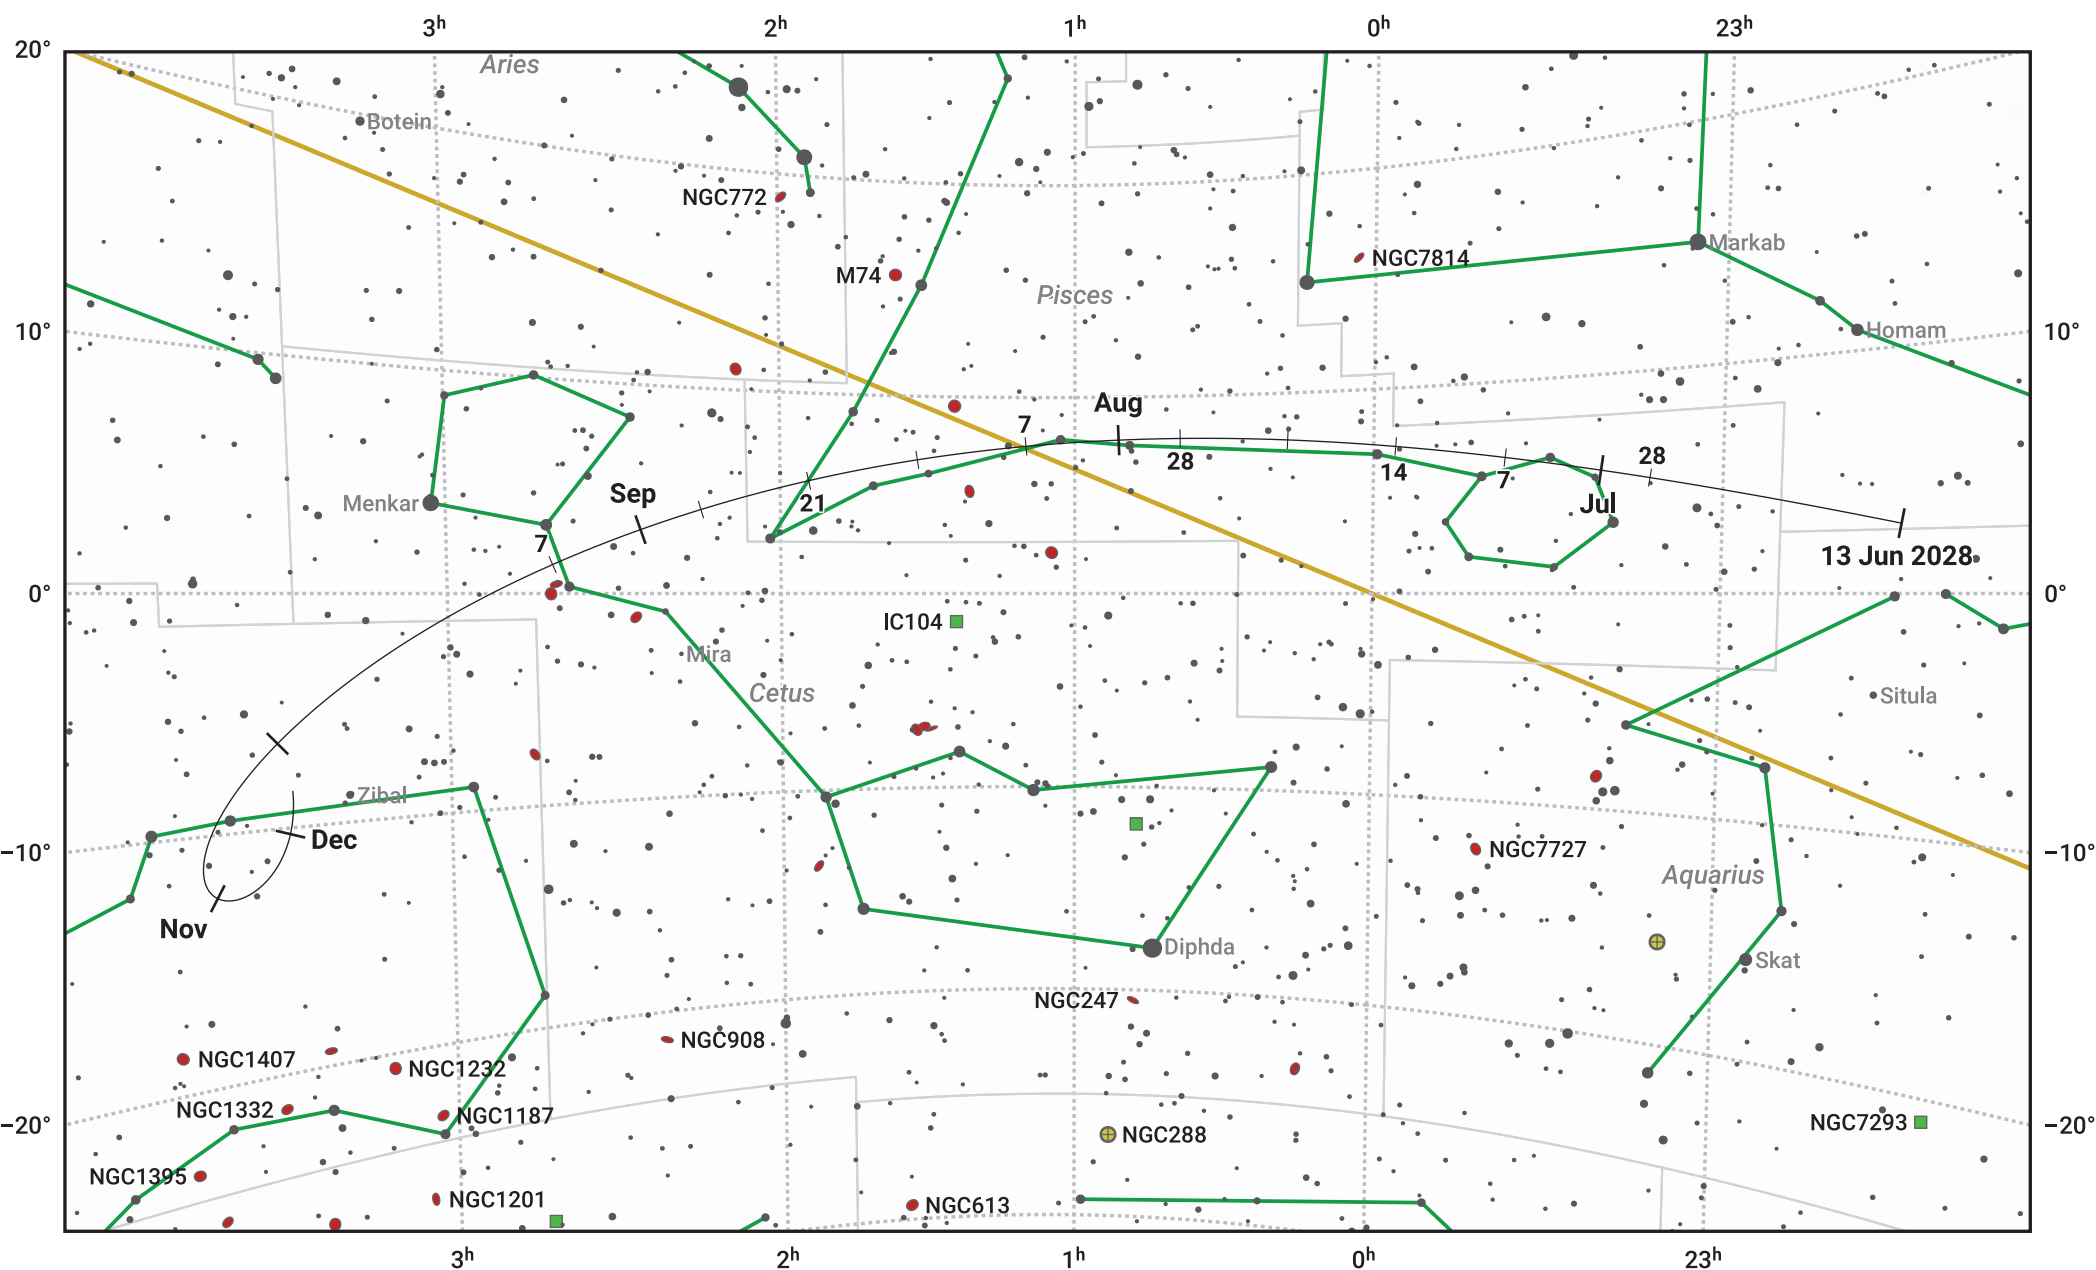 3h 2h 1h 0h 23h
20°
Aries
Botein
NGC772
Markab
M74
NGC7814
Pisces
10° Homam 10°
Aug
7
28
28
14
7
Sep
21
Jul
Menkar
7
13 Jun 2028
0° 0°
IC104
Mira
Cetus
Situla
Zibal
Dec
−10° NGC7727 −10°
Aquarius
Nov
Diphda
Skat
NGC247
NGC908
NGC1407
NGC1232
NGC1332
NGC1187
−20° NGC288 NGC7293 −20°
NGC1395
NGC1201
NGC613
3h 2h 1h 0h 23h